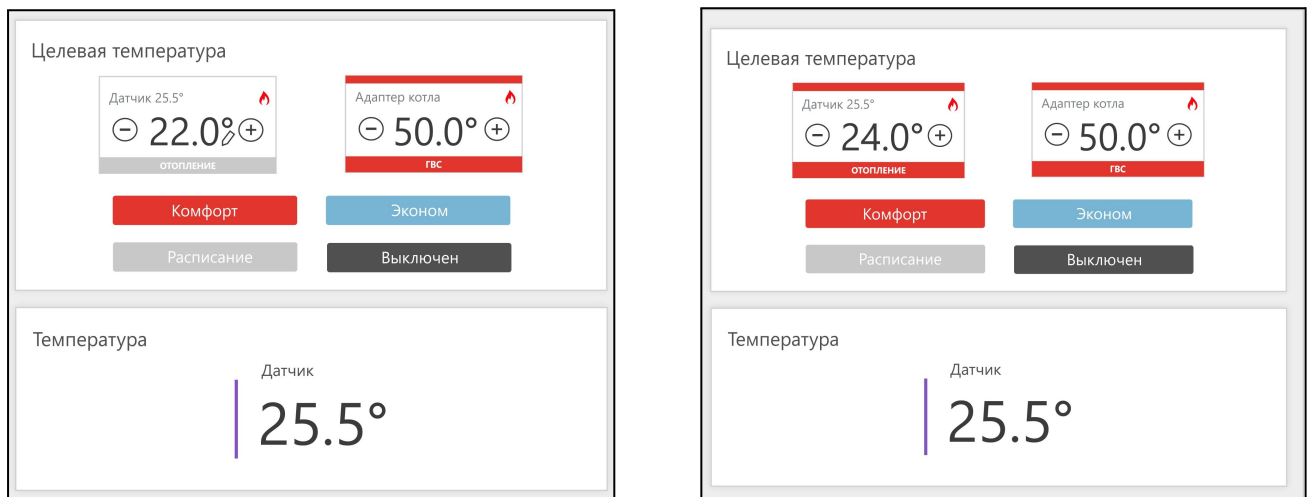 Целевая температура
Датчик 25.5°
22.0°
ОТОПЛЕНИЕ
Адаптер котла
50.0°
ГВС
Комфорт
Эконом
Расписание
Выключен
Температура
Датчик
25.5°
Целевая температура
Датчик 25.5°
24.0°
ОТОПЛЕНИЕ
Адаптер котла
50.0°
ГВС
Комфорт
Эконом
Расписание
Выключен
Температура
Датчик
25.5°